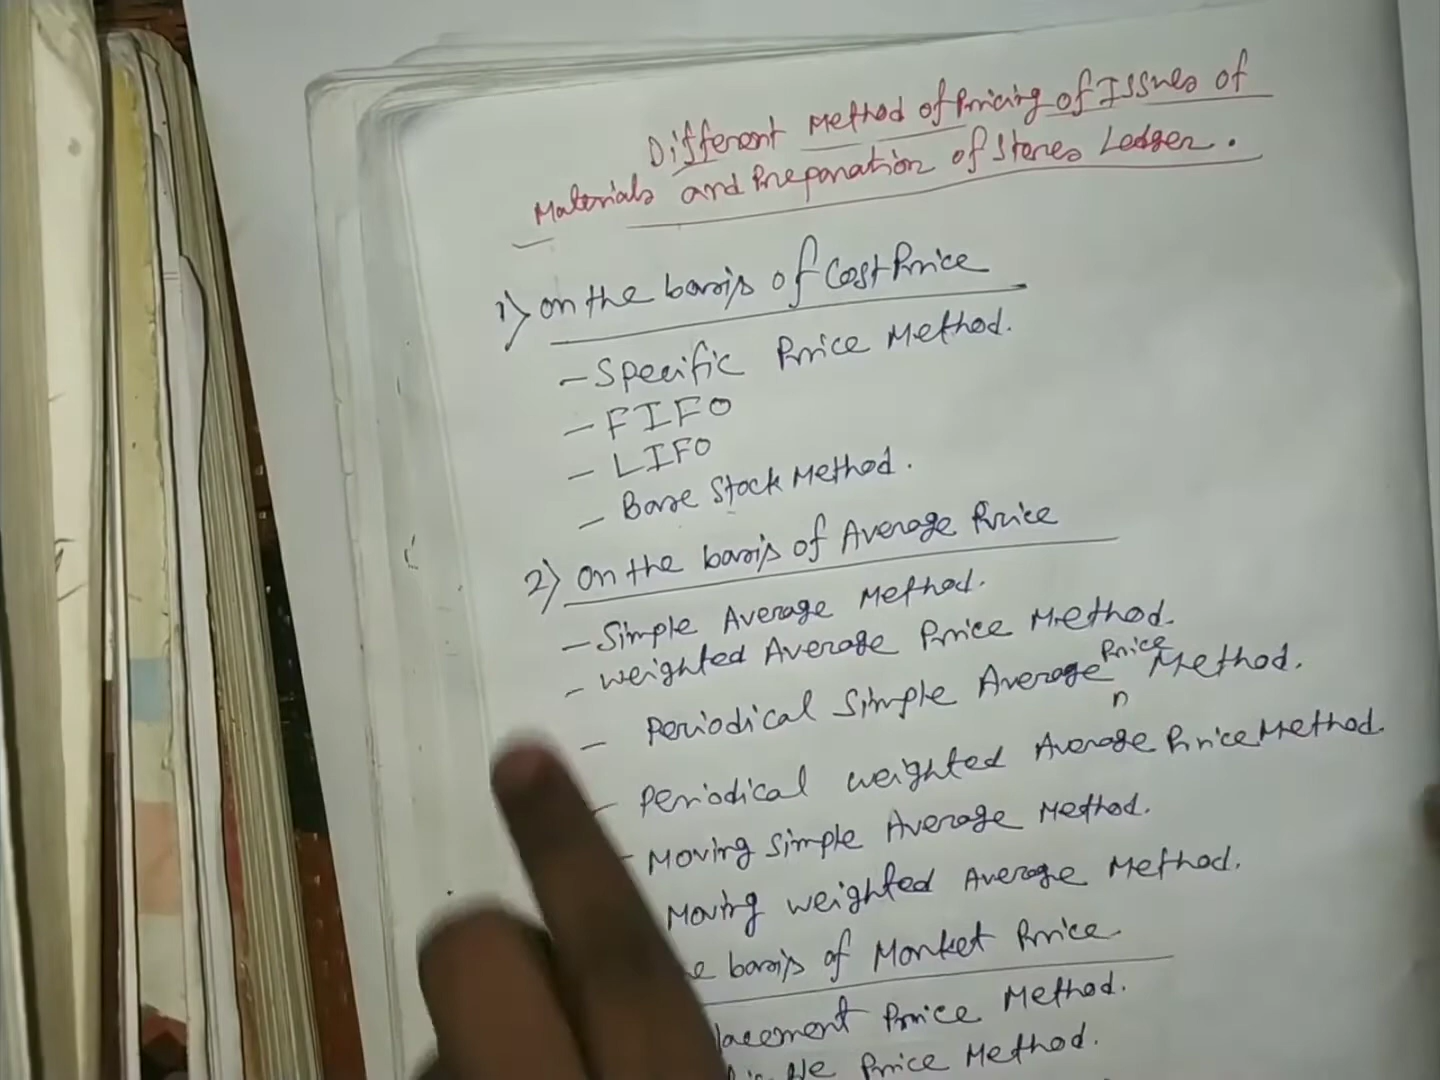 Different Method of Pricing of Issues of
Materials and Preparation of Stores Ledger.
1) On the basis of Cost Price
- Specific Price Method.
- FIFO
- LIFO
- Base Stock Method.
2) On the basis of Average Price
- Simple Average Method.
- Weighted Average Price Method.
- Periodical Simple Average Price Method.
- Periodical Weighted Average Price Method.
- Moving Simple Average Method.
Moving Weighted Average Method.
e basis of Market Price
lacement Price Method.
Price Method.